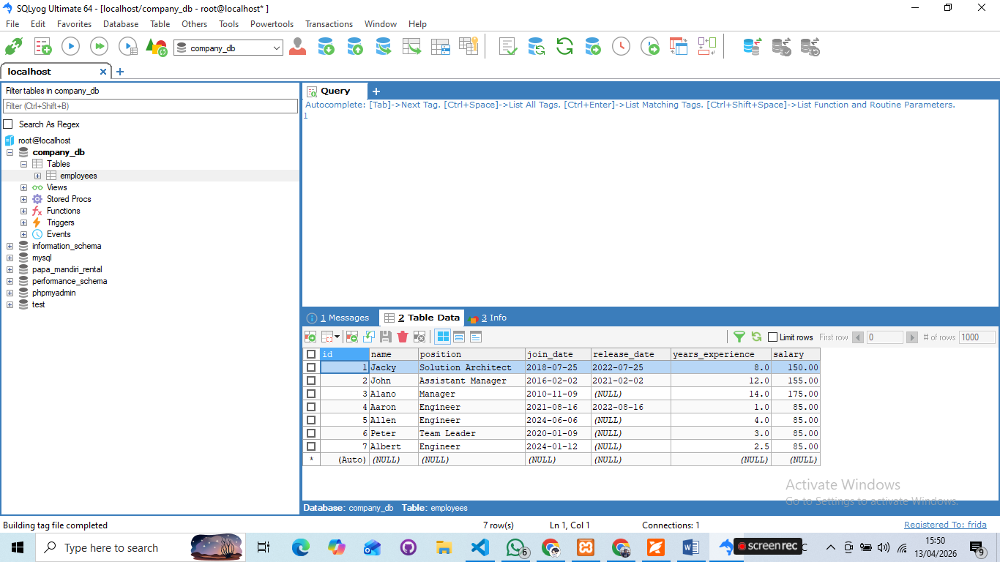 SQLyog Ultimate 64 - [localhost/company_db - root@localhost* ]
File Edit Favorites Database Table Others Tools Powertools Transactions Window Help
company_db
localhost
Filter tables in company_db
Filter (Ctrl+Shift+B)
Search As Regex
root@localhost
company_db
Tables
employees
Views
Stored Procs
Functions
Triggers
Events
information_schema
mysql
papa_mandiri_rental
performance_schema
phpmyadmin
test
Query
Autocomplete: [Tab]->Next Tag. [Ctrl+Space]->List All Tags. [Ctrl+Enter]->List Matching Tags. [Ctrl+Shift+Space]->List Function and Routine Parameters.
1
1 Messages 2 Table Data 3 Info
Limit rows First row 0 # of rows 1000
id name position join_date release_date years_experience salary
1 Jacky Solution Architect 2018-07-25 2022-07-25 8.0 150.00
2 John Assistant Manager 2016-02-02 2021-02-02 12.0 155.00
3 Alano Manager 2010-11-09 (NULL) 14.0 175.00
4 Aaron Engineer 2021-08-16 2022-08-16 1.0 85.00
5 Allen Engineer 2024-06-06 (NULL) 4.0 85.00
6 Peter Team Leader 2020-01-09 (NULL) 3.0 85.00
7 Albert Engineer 2024-01-12 (NULL) 2.5 85.00
* (Auto) (NULL) (NULL) (NULL) (NULL) (NULL) (NULL)
Activate Windows
Go to Settings to activate Windows.
Database: company_db Table: employees
Building tag file completed 7 row(s) Ln 1, Col 1 Connections: 1 Registered To: frida
Type here to search
6
screenrec
C
15:50
13/04/2026
9